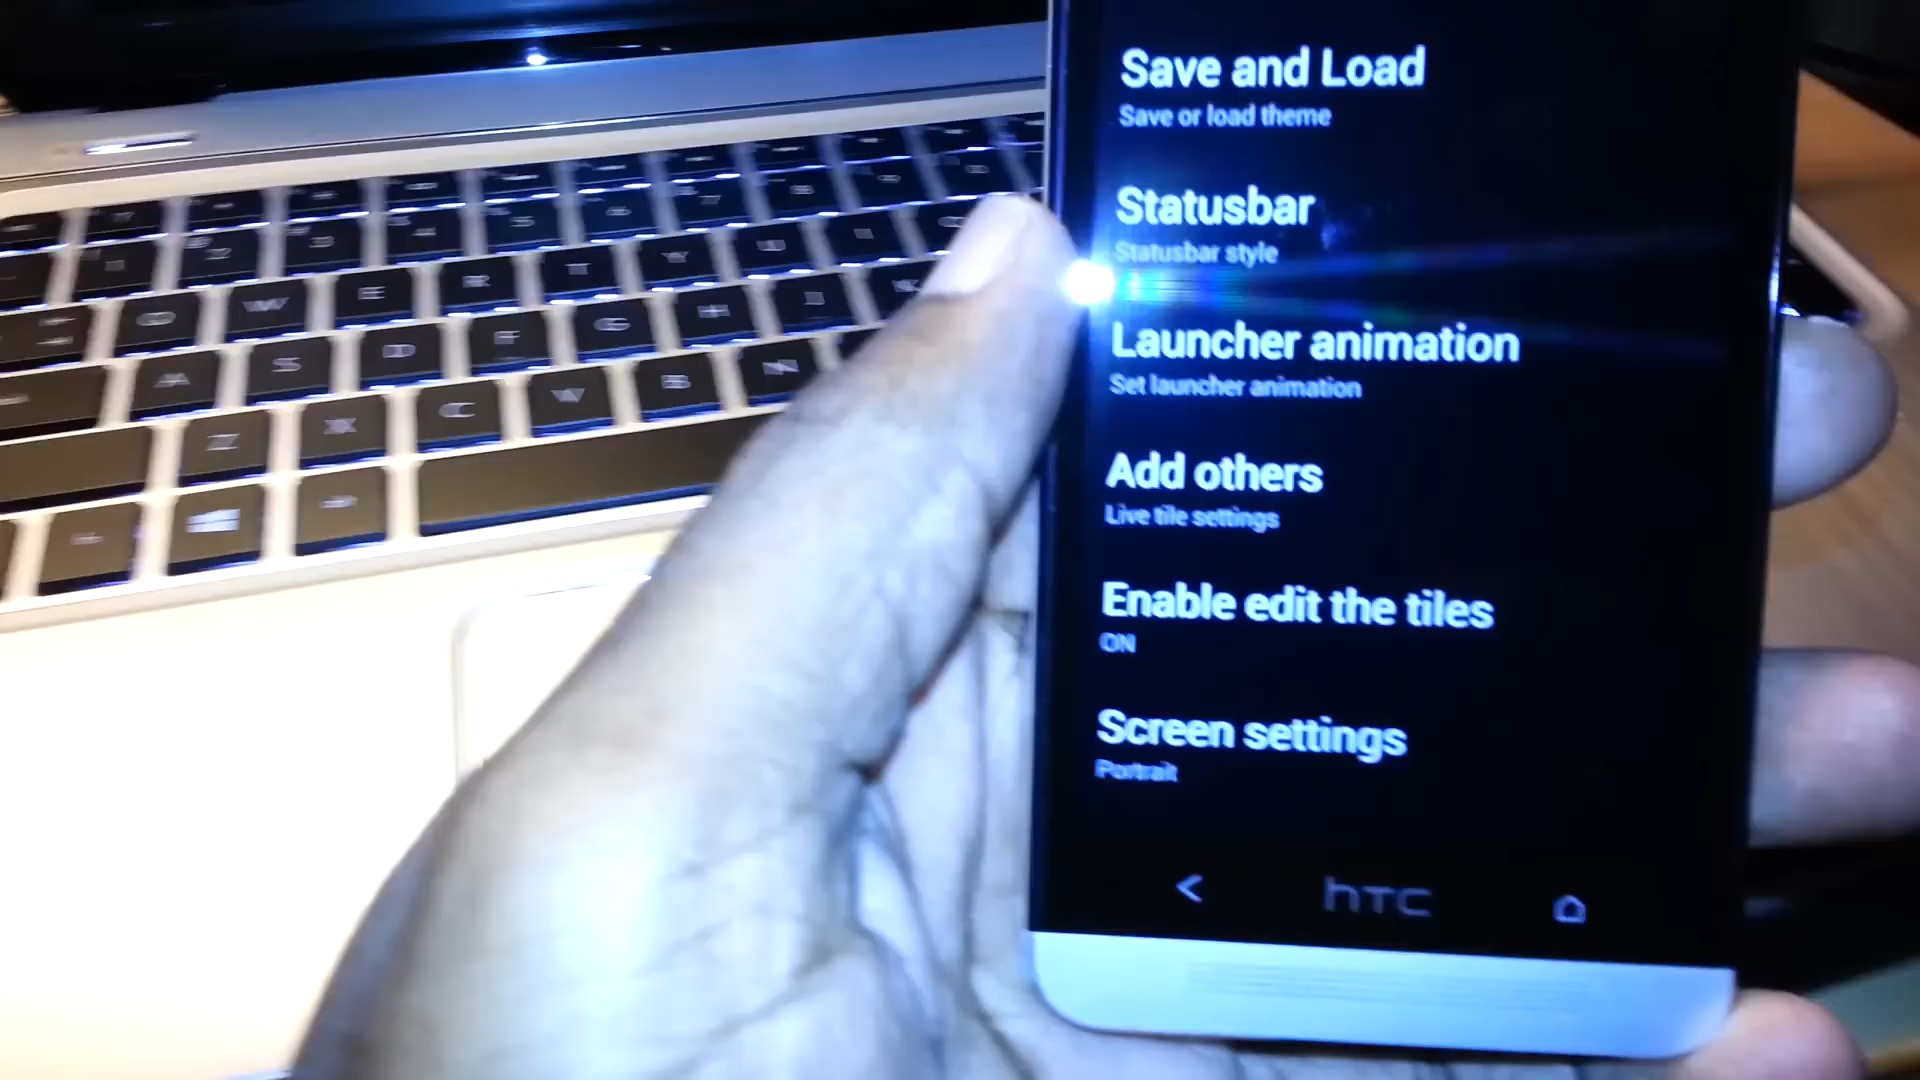 Save and Load
Save or load theme
Statusbar
Statusbar style
Launcher animation
Set launcher animation
Add others
Live tile settings
Enable edit the tiles
ON
Screen settings
Portrait
hTC